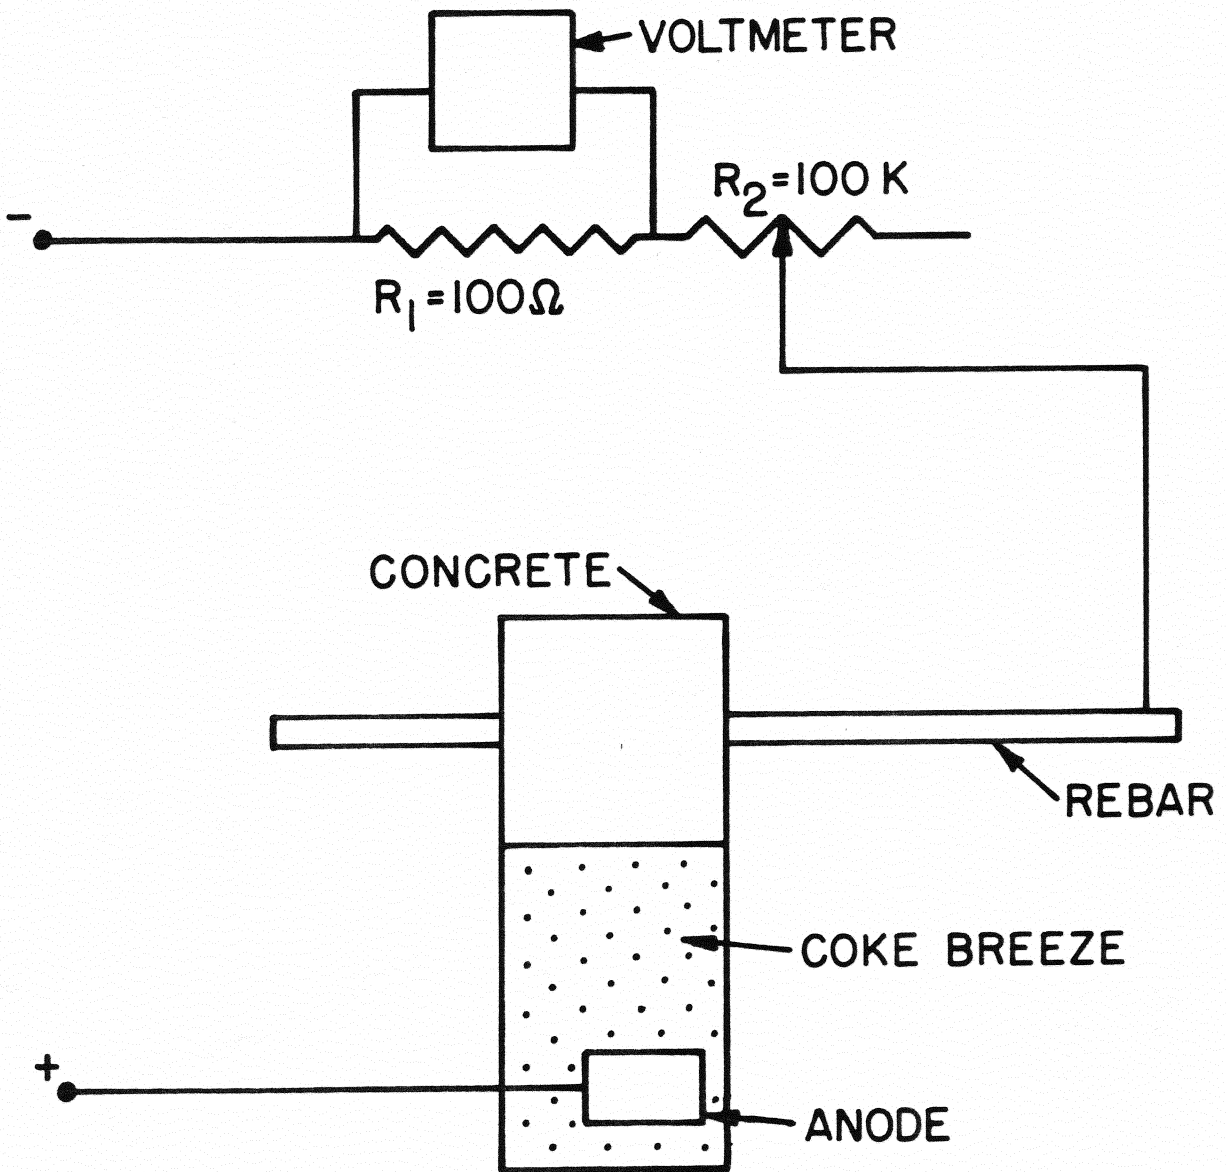 VOLTMETER
R2=100 K
-
R1=100Ω
CONCRETE
REBAR
COKE BREEZE
+
ANODE